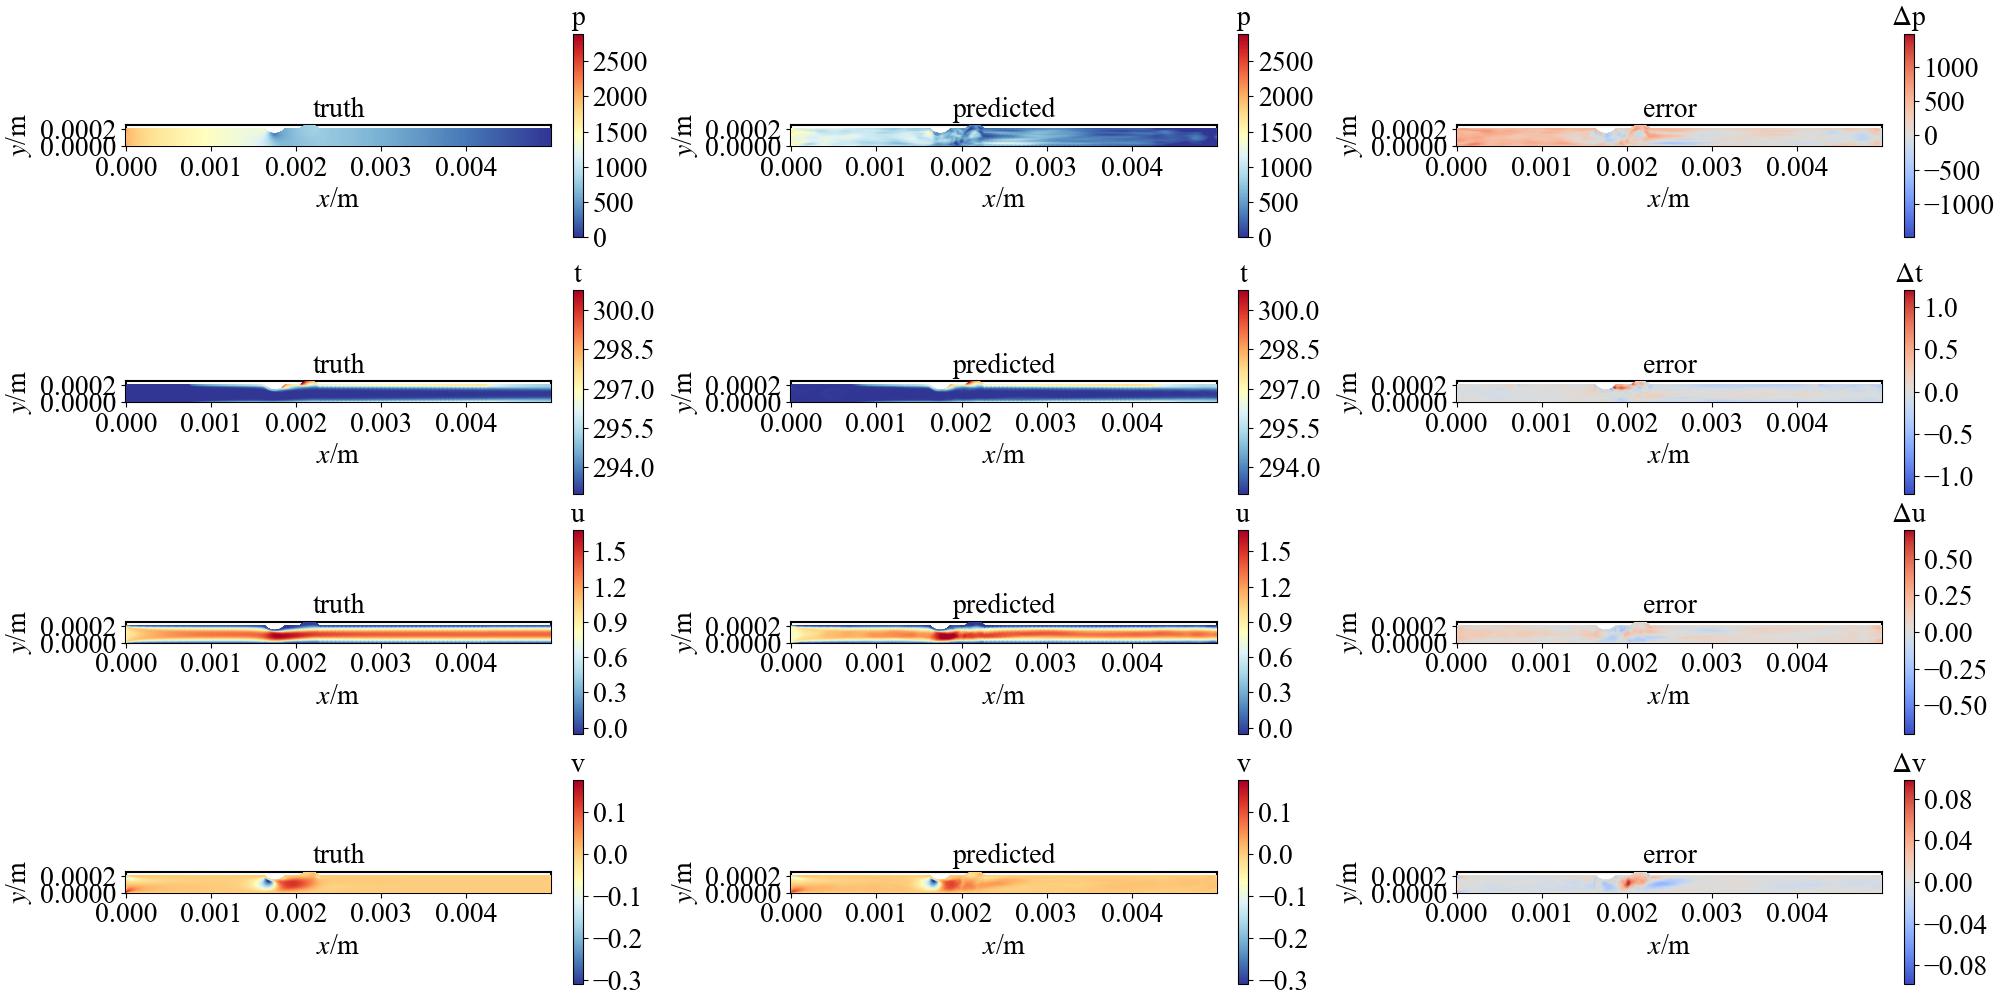 p p Δp
2500 2500 1000
2000 2000 500
truth predicted error
1500 1500 0
y/m 0.0002 y/m 0.0002 y/m 0.0002
0.0000 0.0000 0.0000
1000 1000 −500
0.000 0.001 0.002 0.003 0.004 0.000 0.001 0.002 0.003 0.004 0.000 0.001 0.002 0.003 0.004
500 500 −1000
x/m x/m x/m
0 0
t t Δt
300.0 300.0 1.0
298.5 298.5 0.5
truth predicted error
297.0 297.0 0.0
y/m 0.0002 y/m 0.0002 y/m 0.0002
0.0000 0.0000 0.0000
295.5 295.5 −0.5
0.000 0.001 0.002 0.003 0.004 0.000 0.001 0.002 0.003 0.004 0.000 0.001 0.002 0.003 0.004
294.0 294.0 −1.0
x/m x/m x/m
u u Δu
1.5 1.5 0.50
1.2 1.2 0.25
truth predicted error
0.9 0.9 0.00
y/m 0.0002 y/m 0.0002 y/m 0.0002
0.0000 0.0000 0.0000
0.6 0.6 −0.25
0.000 0.001 0.002 0.003 0.004 0.000 0.001 0.002 0.003 0.004 0.000 0.001 0.002 0.003 0.004
0.3 0.3 −0.50
x/m x/m x/m
0.0 0.0
v v Δv
0.1 0.1 0.08
0.0 0.0 0.04
truth predicted error
−0.1 −0.1 0.00
y/m 0.0002 y/m 0.0002 y/m 0.0002
0.0000 0.0000 0.0000
−0.2 −0.2 −0.04
0.000 0.001 0.002 0.003 0.004 0.000 0.001 0.002 0.003 0.004 0.000 0.001 0.002 0.003 0.004
−0.3 −0.3 −0.08
x/m x/m x/m